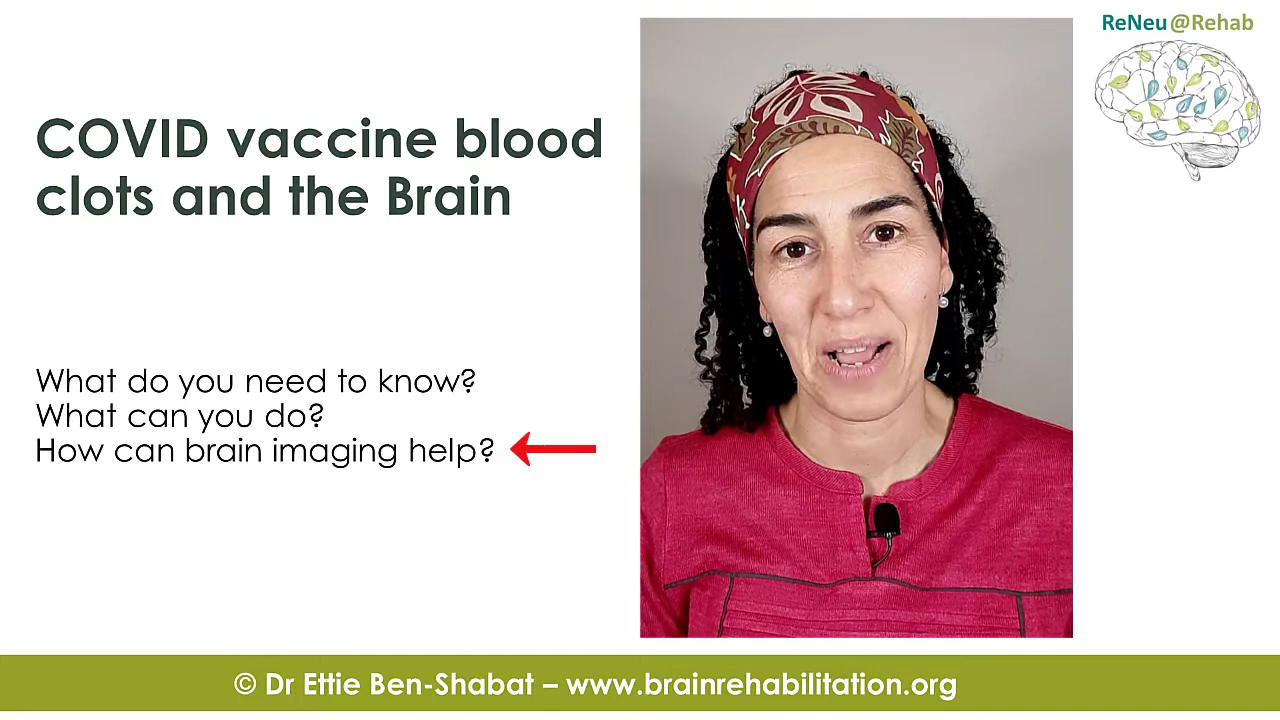 ReNeu@Rehab
COVID vaccine blood
clots and the Brain
What do you need to know?
What can you do?
How can brain imaging help?
© Dr Ettie Ben-Shabat – www.brainrehabilitation.org